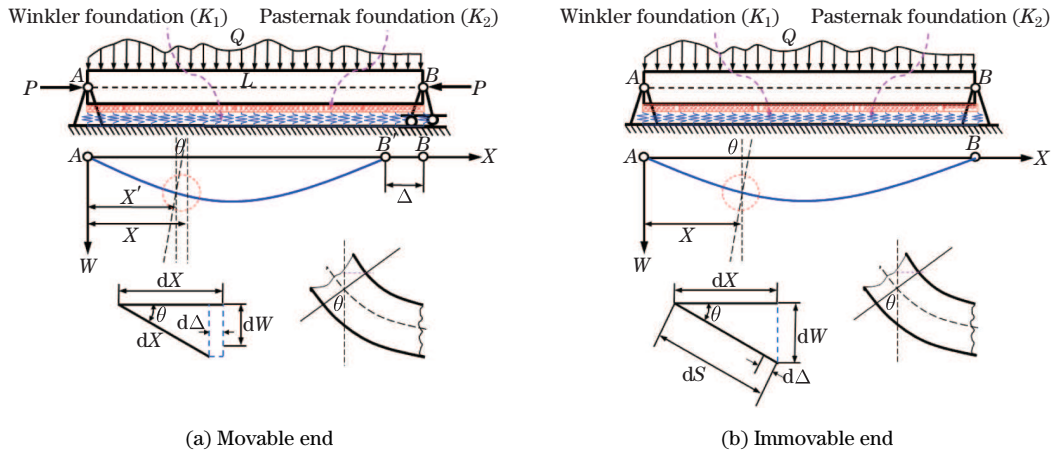 Winkler foundation (K₁)
Pasternak foundation (K₂)
Q
A
L
B
P
P
θ
A
B′
B
X
Δ
X′
X
W
dX
θ
dΔ
dW
dX
θ
(a) Movable end
Winkler foundation (K₁)
Pasternak foundation (K₂)
Q
A
B
θ
A
B
X
X
W
dX
θ
dW
dS
dΔ
θ
(b) Immovable end